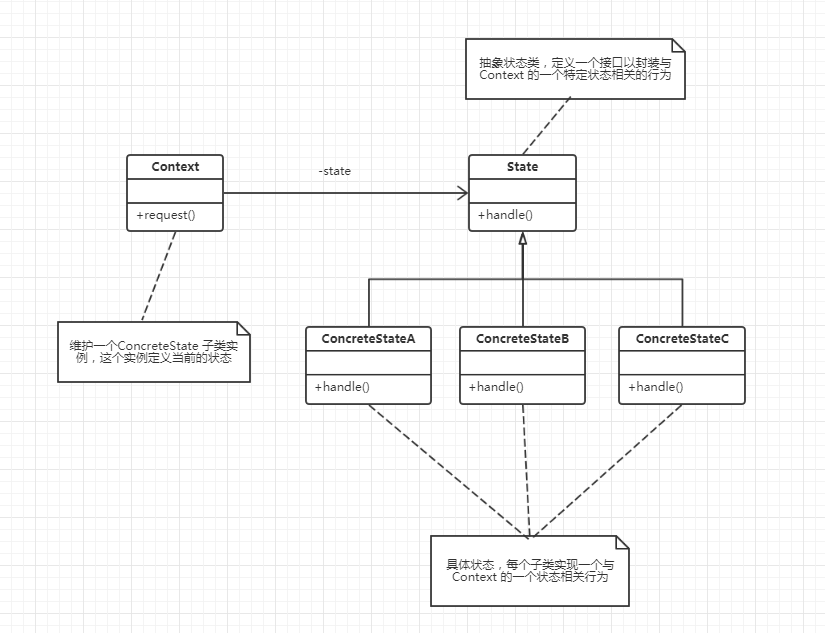 抽象状态类，定义一个接口以封装与
Context 的一个特定状态相关的行为
Context
-state
State
+request()
+handle()
维护一个ConcreteState 子类实
例，这个实例定义当前的状态
ConcreteStateA
ConcreteStateB
ConcreteStateC
+handle()
+handle()
+handle()
具体状态，每个子类实现一个与
Context 的一个状态相关行为